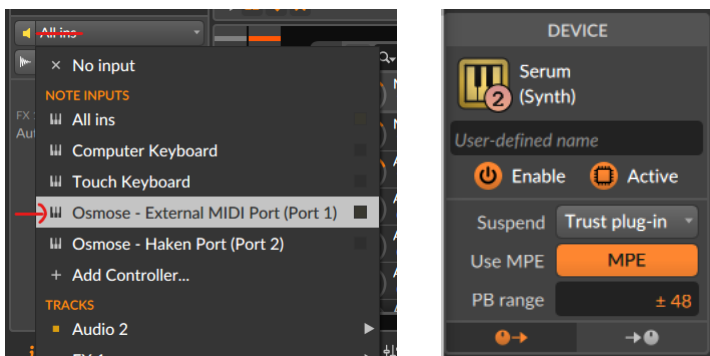 All ins
No input
NOTE INPUTS
All ins
Computer Keyboard
Touch Keyboard
Osmose - External MIDI Port (Port 1)
Osmose - Haken Port (Port 2)
Add Controller...
TRACKS
Audio 2
FX
Aut
DEVICE
Serum
2 (Synth)
User-defined name
Enable Active
Suspend Trust plug-in
Use MPE MPE
PB range ± 48